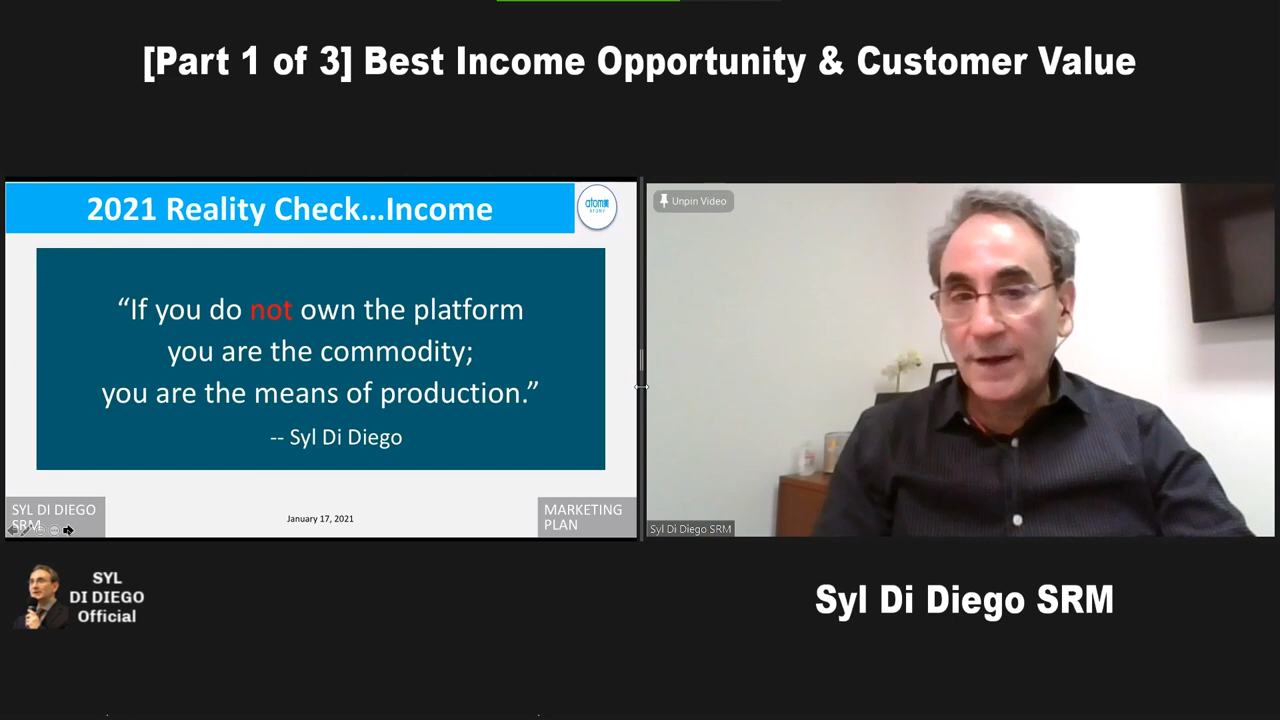 [Part 1 of 3] Best Income Opportunity & Customer Value
2021 Reality Check...Income
atomy
ATOMY
“If you do not own the platform
you are the commodity;
you are the means of production.”
-- Syl Di Diego
SYL DI DIEGO
SRM
January 17, 2021
MARKETING
PLAN
Unpin Video
Syl Di Diego SRM
SYL
DI DIEGO
Official
Syl Di Diego SRM